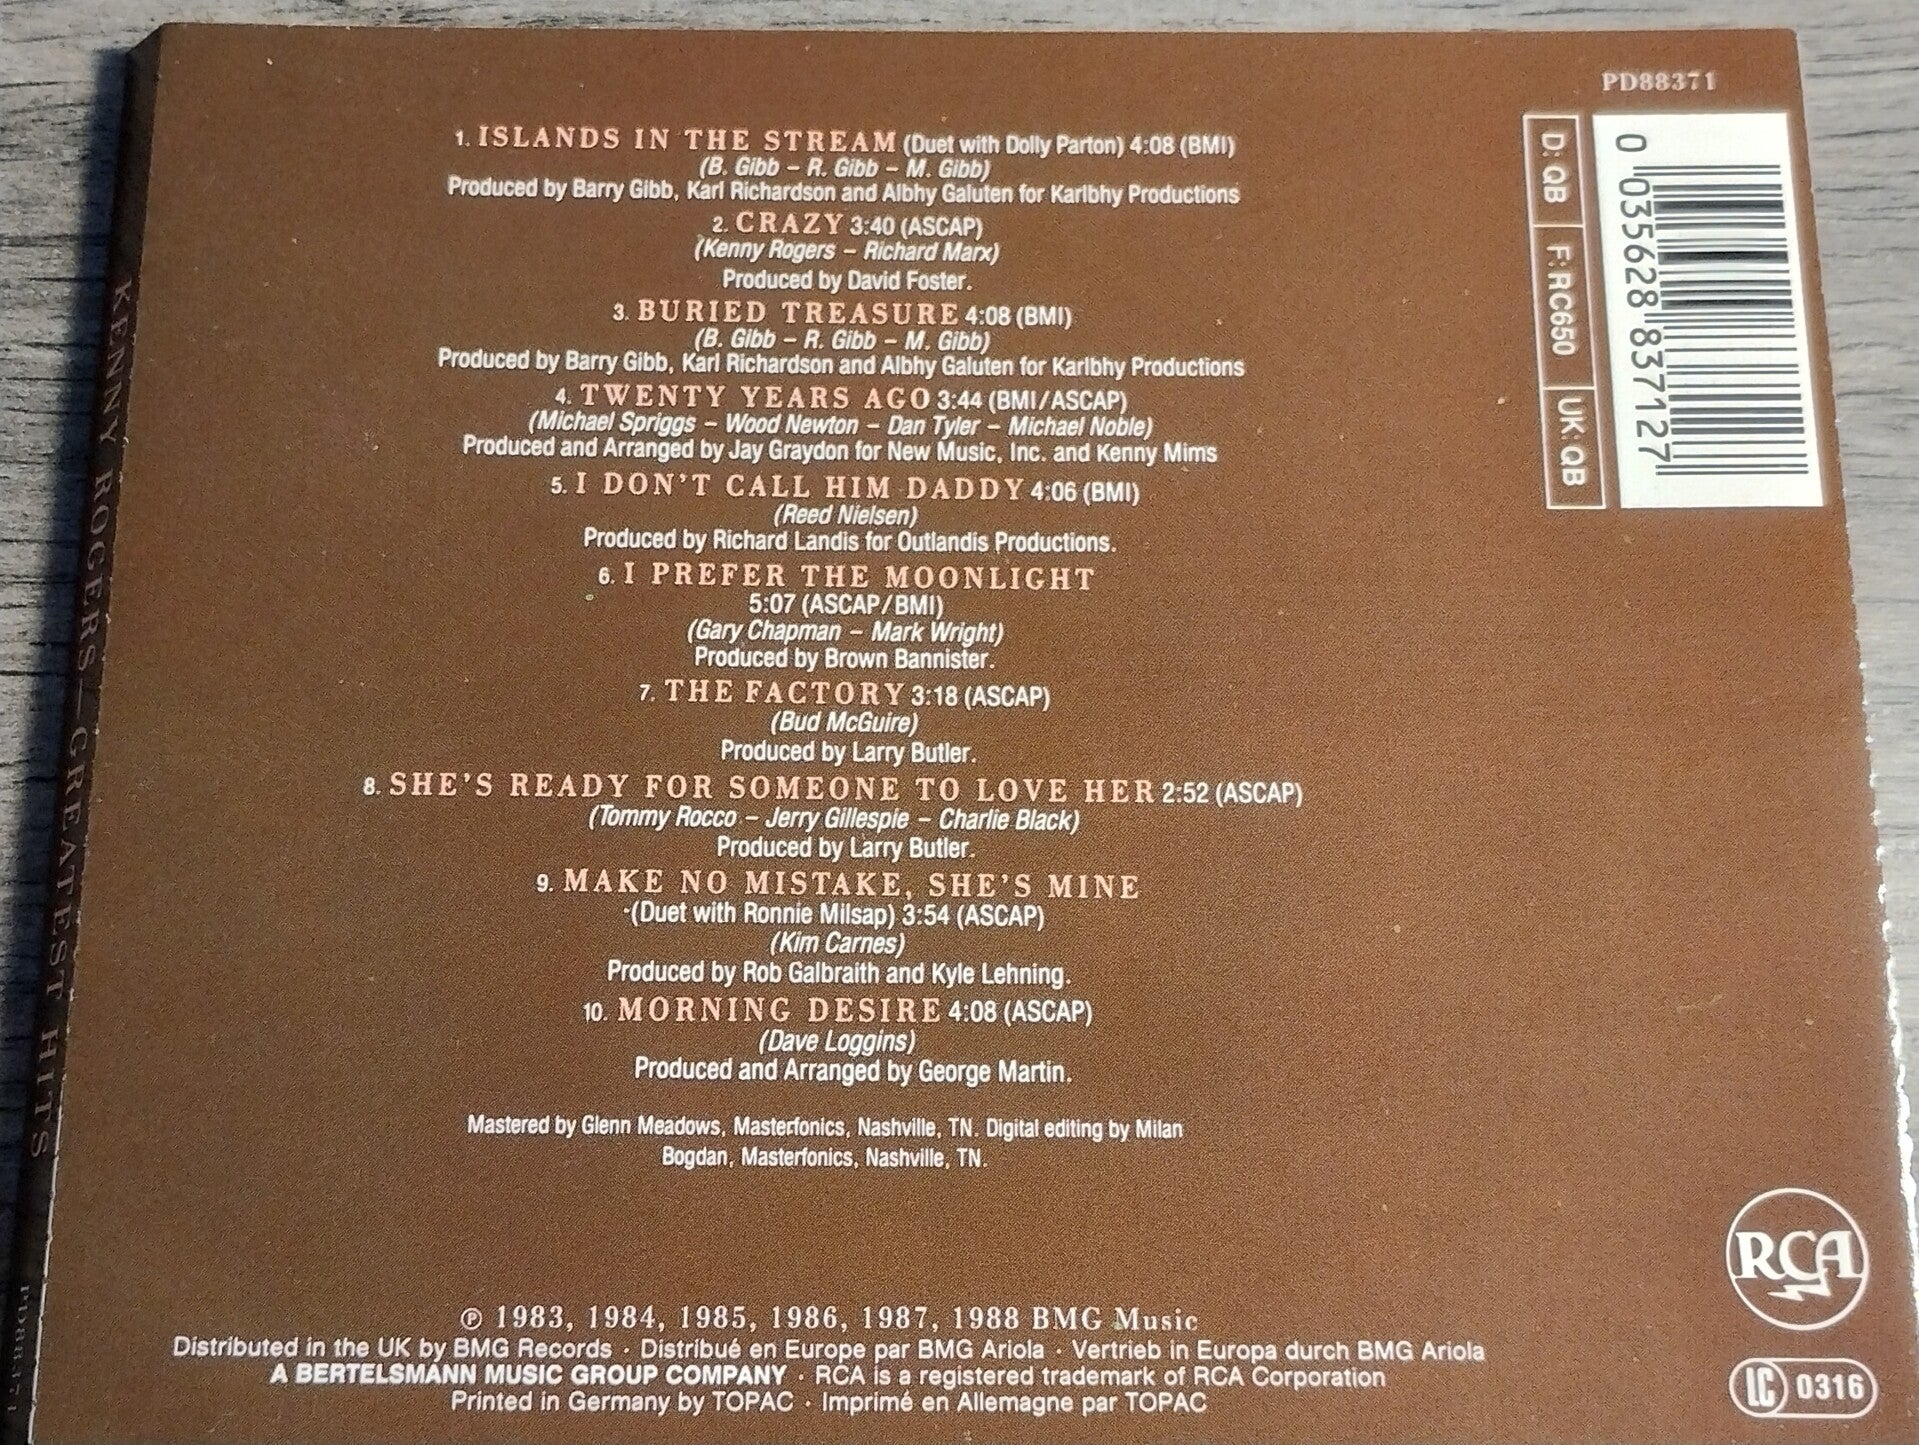 PD88371
1. ISLANDS IN THE STREAM (Duet with Dolly Parton) 4:08 (BMI)
(B. Gibb – R. Gibb – M. Gibb)
Produced by Barry Gibb, Karl Richardson and Albhy Galuten for Karlbhy Productions
2. CRAZY 3:40 (ASCAP)
(Kenny Rogers – Richard Marx)
Produced by David Foster.
3. BURIED TREASURE 4:08 (BMI)
(B. Gibb – R. Gibb – M. Gibb)
Produced by Barry Gibb, Karl Richardson and Albhy Galuten for Karlbhy Productions
4. TWENTY YEARS AGO 3:44 (BMI/ASCAP)
(Michael Spriggs – Wood Newton – Dan Tyler – Michael Noble)
Produced and Arranged by Jay Graydon for New Music, Inc. and Kenny Mims
5. I DON'T CALL HIM DADDY 4:06 (BMI)
(Reed Nielsen)
Produced by Richard Landis for Outlandis Productions.
6. I PREFER THE MOONLIGHT
5:07 (ASCAP/BMI)
(Gary Chapman – Mark Wright)
Produced by Brown Bannister.
7. THE FACTORY 3:18 (ASCAP)
(Bud McGuire)
Produced by Larry Butler.
8. SHE'S READY FOR SOMEONE TO LOVE HER 2:52 (ASCAP)
(Tommy Rocco – Jerry Gillespie – Charlie Black)
Produced by Larry Butler.
9. MAKE NO MISTAKE, SHE'S MINE
(Duet with Ronnie Milsap) 3:54 (ASCAP)
(Kim Carnes)
Produced by Rob Galbraith and Kyle Lehning.
10. MORNING DESIRE 4:08 (ASCAP)
(Dave Loggins)
Produced and Arranged by George Martin.
Mastered by Glenn Meadows, Masterfonics, Nashville, TN. Digital editing by Milan
Bogdan, Masterfonics, Nashville, TN.
℗ 1983, 1984, 1985, 1986, 1987, 1988 BMG Music
Distributed in the UK by BMG Records · Distribué en Europe par BMG Ariola · Vertrieb in Europa durch BMG Ariola
A BERTELSMANN MUSIC GROUP COMPANY · RCA is a registered trademark of RCA Corporation
Printed in Germany by TOPAC · Imprimé en Allemagne par TOPAC
D: QB
F: RC650
UK: QB
0 035628 837127
RCA
LC 0316
KENNY ROGERS – GREATEST HITS
PD88371